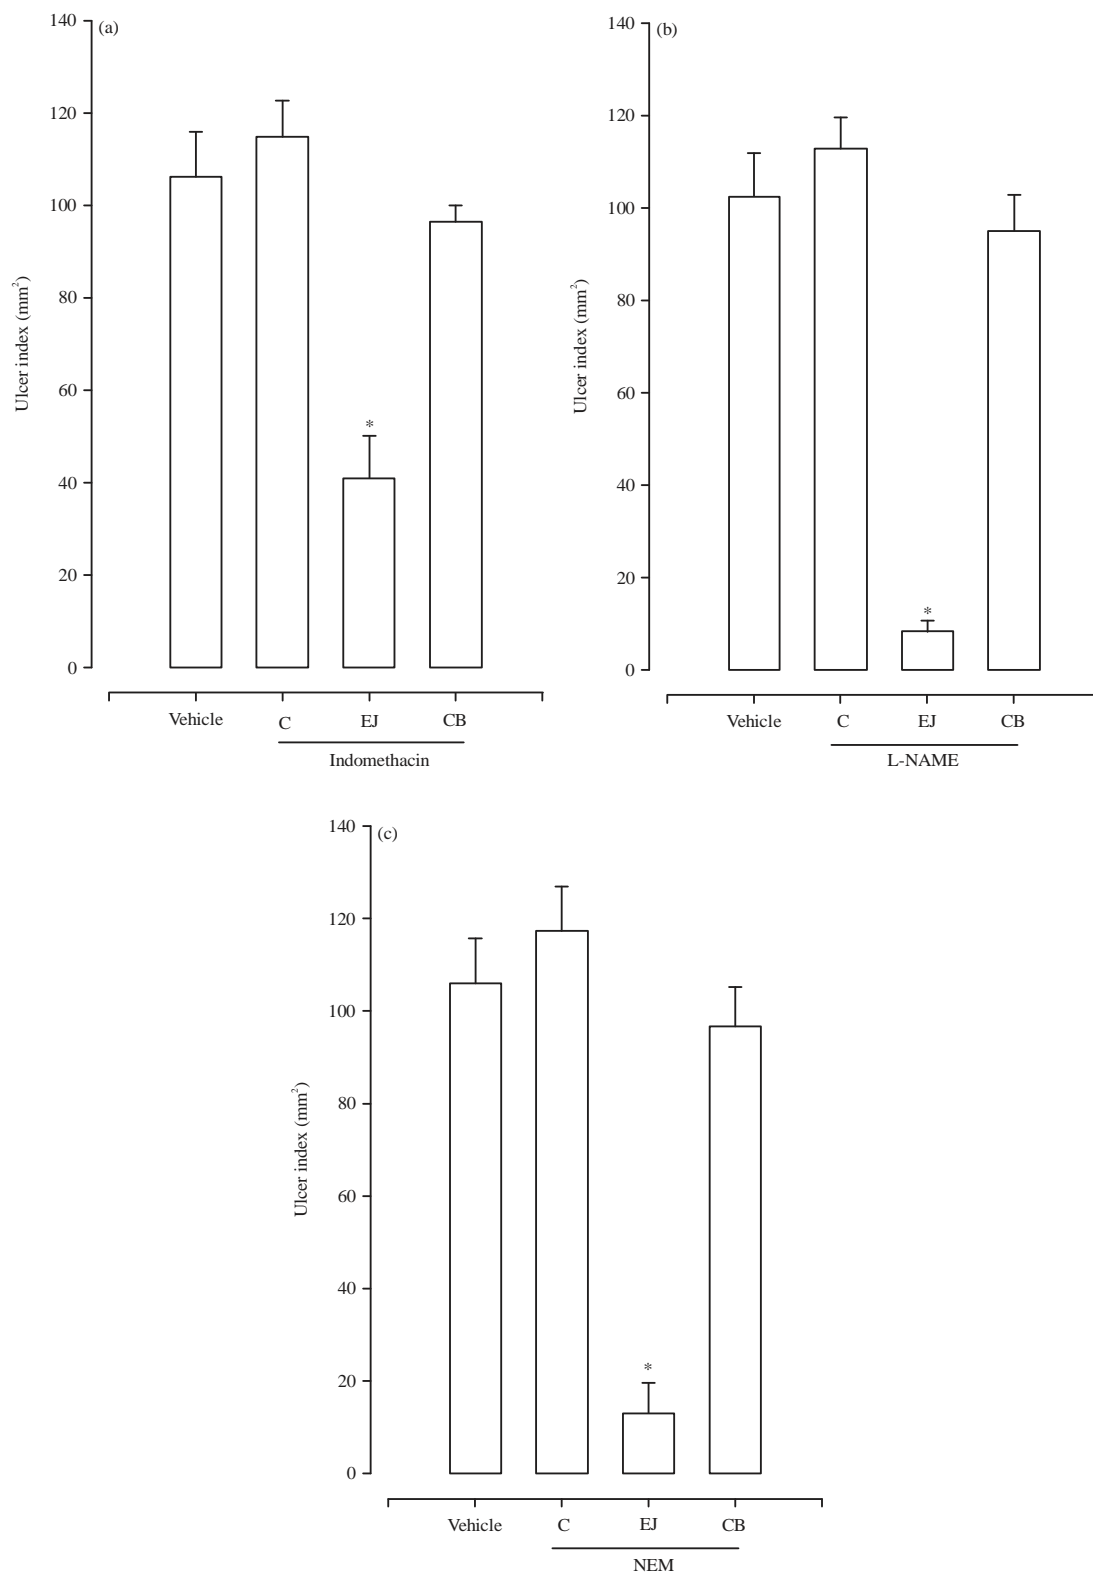 (a)
140
120
100
80
60
40
20
0
Ulcer index (mm²)
*
Vehicle C EJ CB
Indomethacin
(b)
140
120
100
80
60
40
20
0
Ulcer index (mm²)
*
Vehicle C EJ CB
L-NAME
(c)
140
120
100
80
60
40
20
0
Ulcer index (mm²)
*
Vehicle C EJ CB
NEM